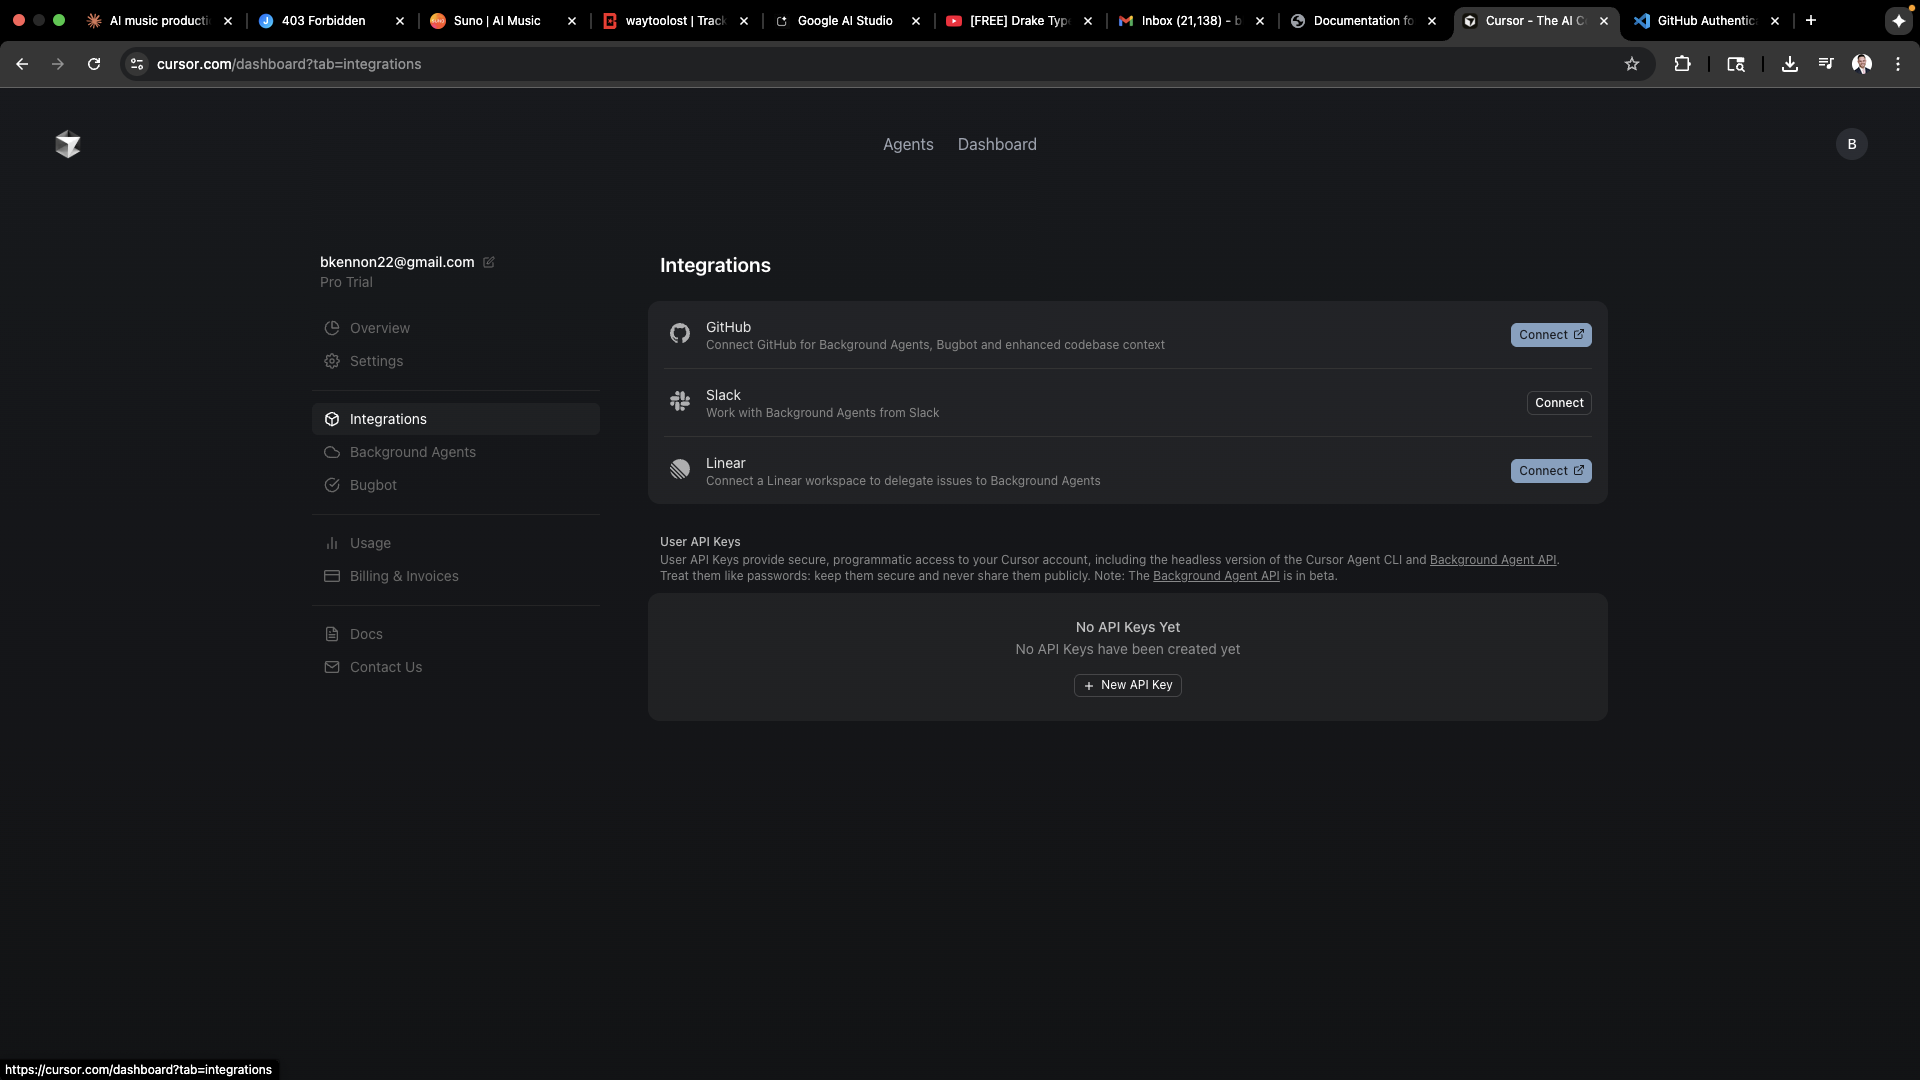 AI music producti
403 Forbidden
Suno | AI Music
waytoolost | Track
Google AI Studio
[FREE] Drake Type
Inbox (21,138) - b
Documentation fo
Cursor - The AI C
GitHub Authentica
cursor.com/dashboard?tab=integrations
Agents
Dashboard
B
bkennon22@gmail.com
Pro Trial
Overview
Settings
Integrations
Background Agents
Bugbot
Usage
Billing & Invoices
Docs
Contact Us
Integrations
GitHub
Connect GitHub for Background Agents, Bugbot and enhanced codebase context
Connect
Slack
Work with Background Agents from Slack
Connect
Linear
Connect a Linear workspace to delegate issues to Background Agents
Connect
User API Keys
User API Keys provide secure, programmatic access to your Cursor account, including the headless version of the Cursor Agent CLI and Background Agent API.
Treat them like passwords: keep them secure and never share them publicly. Note: The Background Agent API is in beta.
No API Keys Yet
No API Keys have been created yet
+ New API Key
https://cursor.com/dashboard?tab=integrations